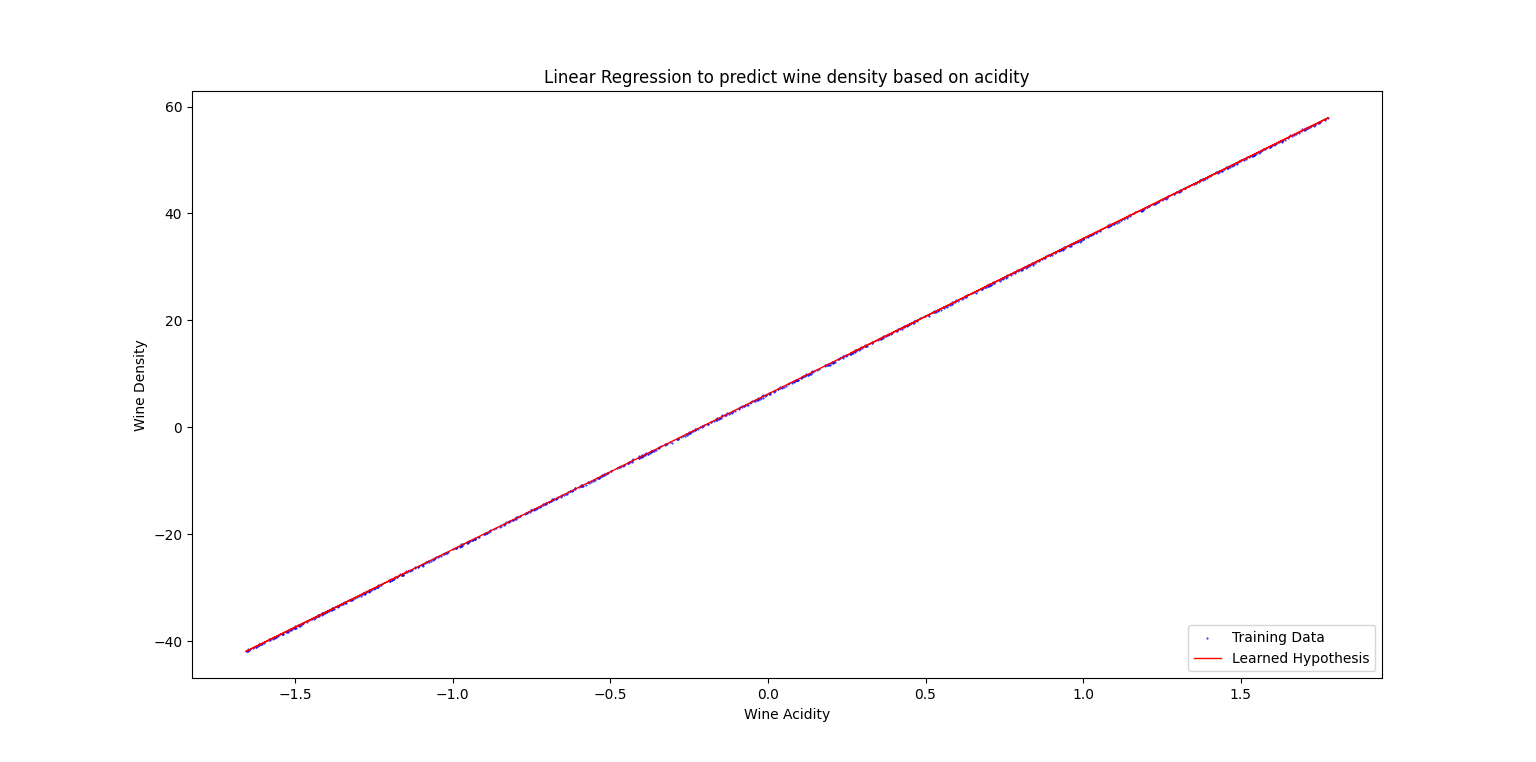 Linear Regression to predict wine density based on acidity
60
40
20
0
−20
−40
Wine Density
−1.5
−1.0
−0.5
0.0
0.5
1.0
1.5
Wine Acidity
Training Data
Learned Hypothesis